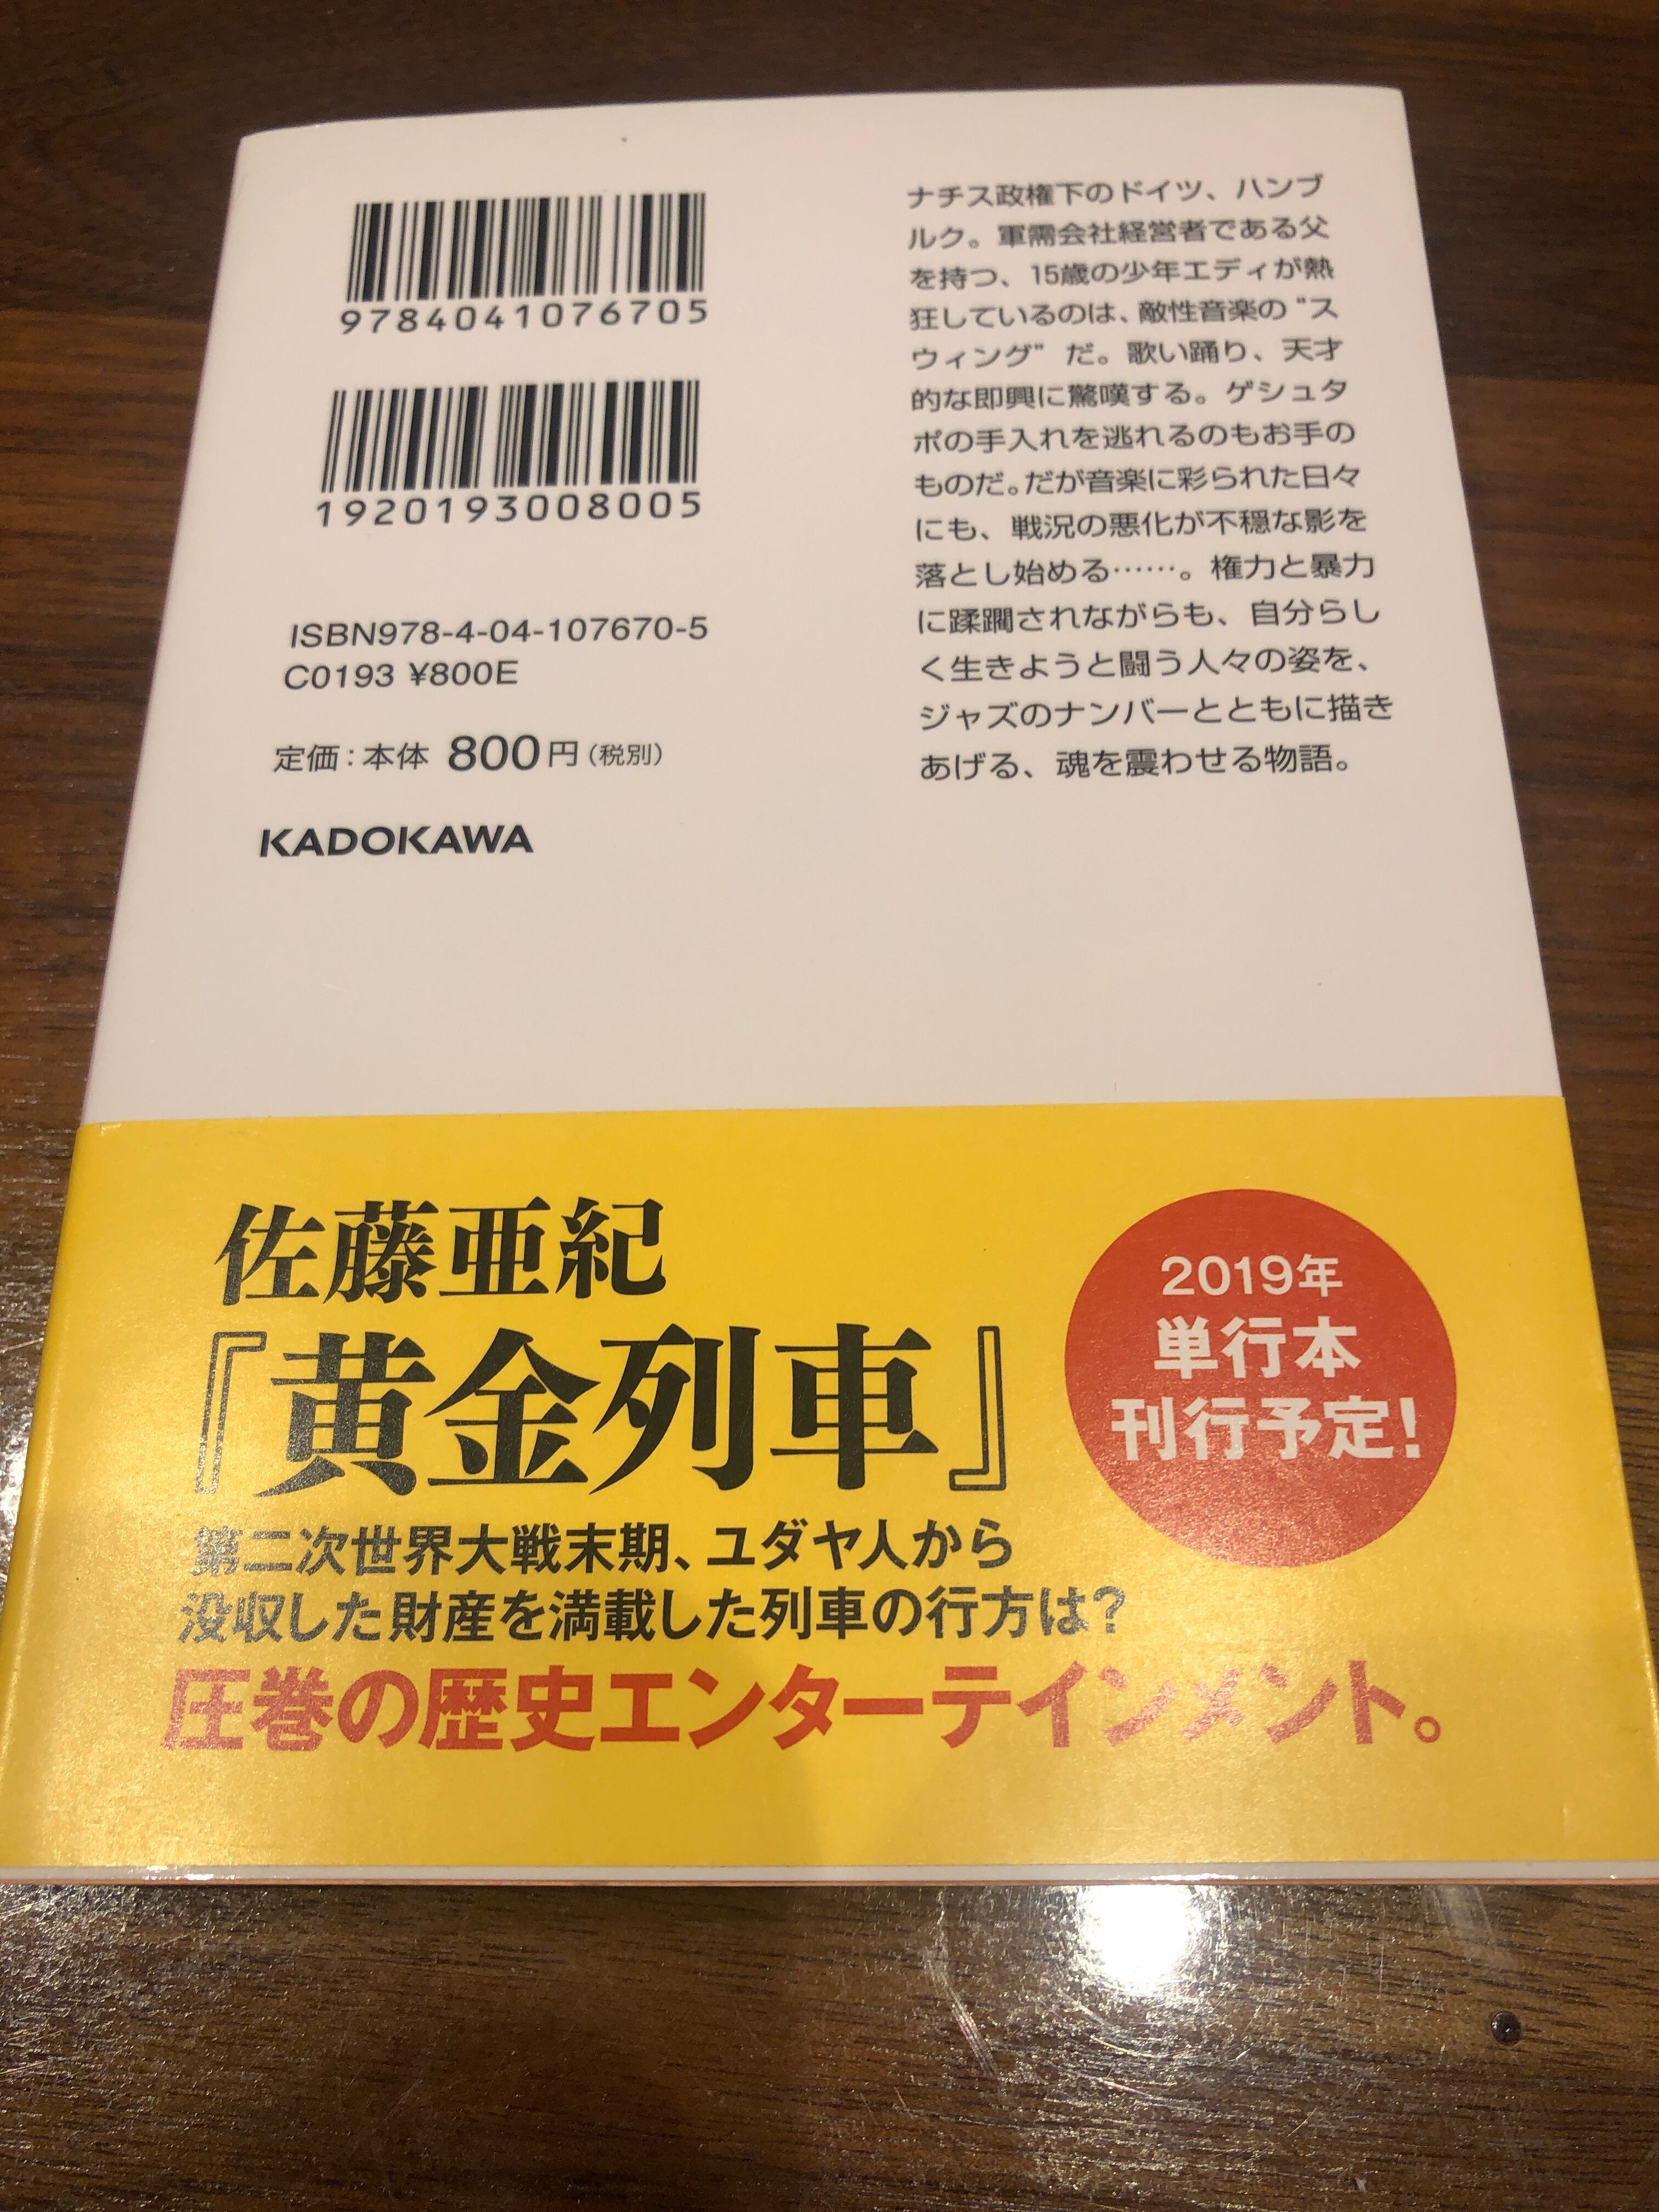 9784041076705
1920193008005
ISBN978-4-04-107670-5
C0193 ¥800E
定価:本体 800円(税別)
KADOKAWA
ナチス政権下のドイツ、ハンブ
ルク。軍需会社経営者である父
を持つ、15歳の少年エディが熱
狂しているのは、敵性音楽の“ス
ウィング”だ。歌い踊り、天才
的な即興に驚嘆する。ゲシュタ
ポの手入れを逃れるのもお手の
ものだ。だが音楽に彩られた日々
にも、戦況の悪化が不穏な影を
落とし始める……。権力と暴力
に蹂躙されながらも、自分らし
く生きようと闘う人々の姿を、
ジャズのナンバーとともに描き
あげる、魂を震わせる物語。
佐藤亜紀
『黄金列車』
第二次世界大戦末期、ユダヤ人から
没収した財産を満載した列車の行方は?
圧巻の歴史エンターテインメント。
2019年
単行本
刊行予定!